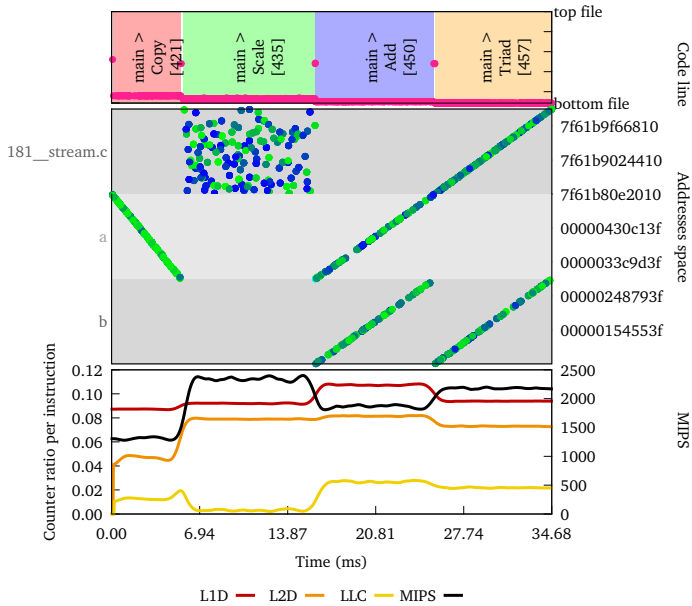 top file
main >
Copy
[421]
main >
Scale
[435]
main >
Add
[450]
main >
Triad
[457]
Code line
bottom file
181__stream.c
a
b
7f61b9f66810
7f61b9024410
7f61b80e2010
00000430c13f
0000033c9d3f
00000248793f
00000154553f
Addresses space
Counter ratio per instruction
0.12
0.10
0.08
0.06
0.04
0.02
0.00
2500
2000
1500
1000
500
0
MIPS
0.00 6.94 13.87 20.81 27.74 34.68
Time (ms)
L1D L2D LLC MIPS